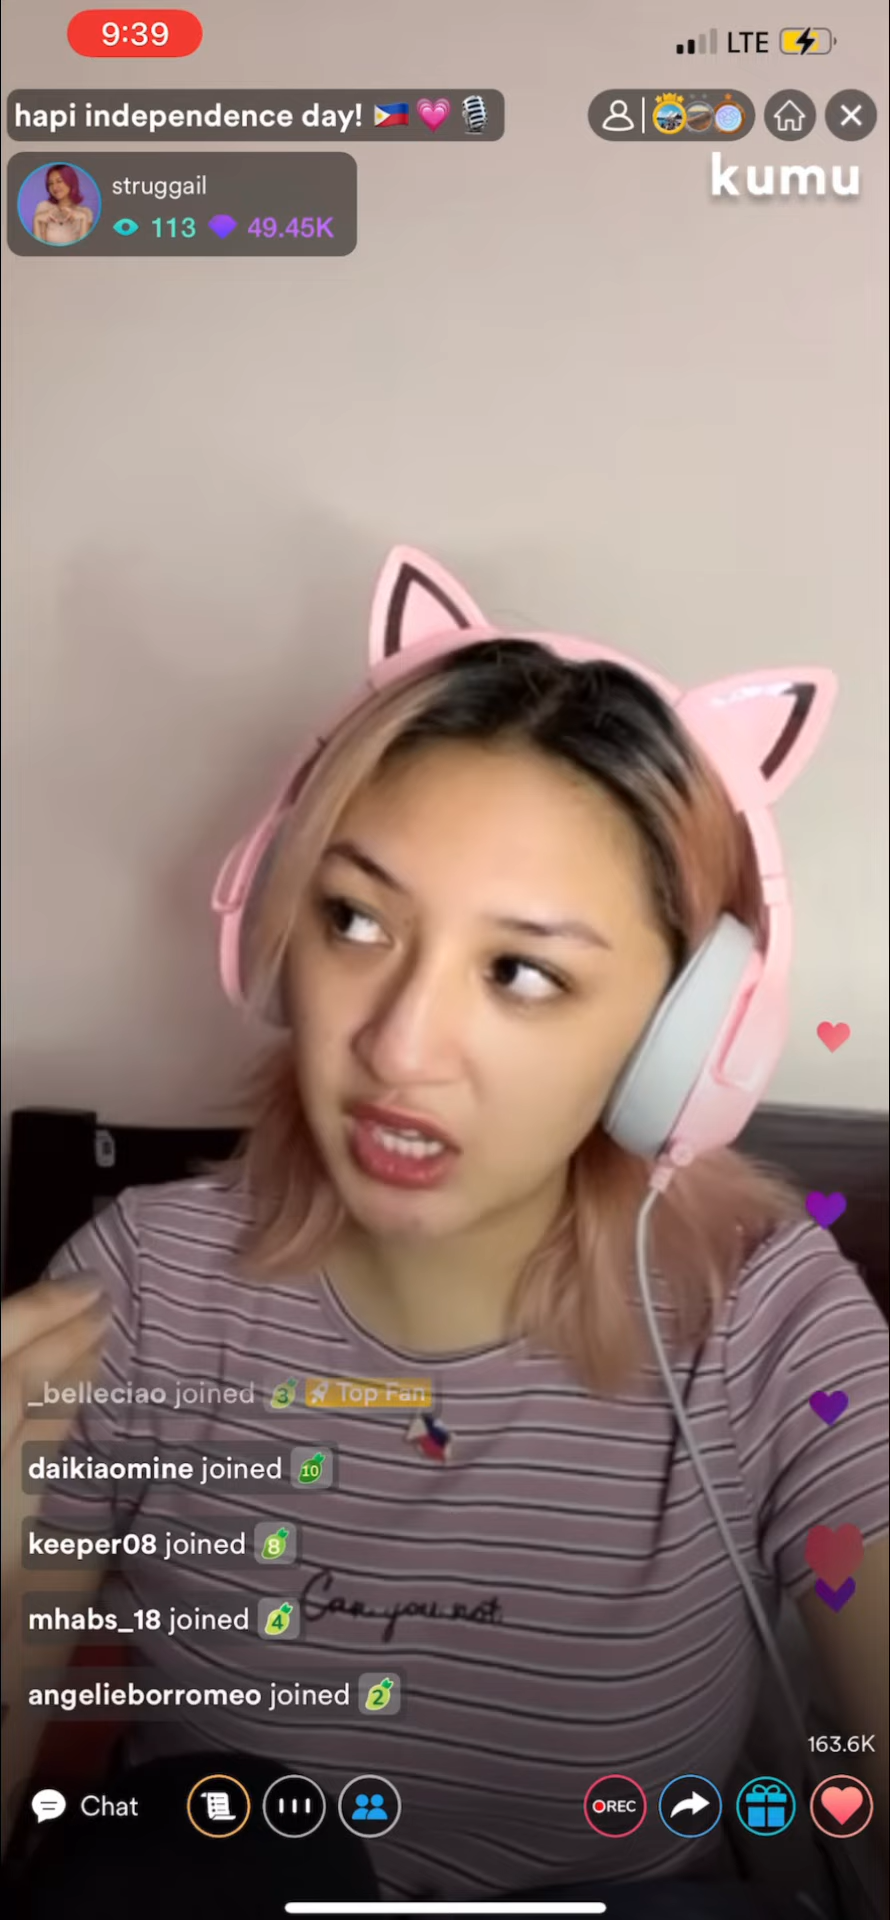 9:39
LTE
hapi independence day! 🇵🇭 💗 🎙️
kumu
struggail
113 49.45K
_belleciao joined 3 Top Fan
daikiaomine joined 10
keeper08 joined 8
mhabs_18 joined 4
Can you not
angelieborromeo joined 2
163.6K
Chat
REC